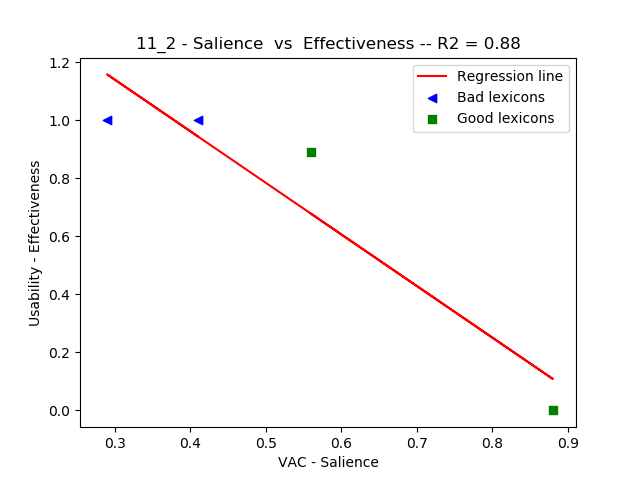 11_2 - Salience  vs  Effectiveness -- R2 = 0.88
Regression line
Bad lexicons
Good lexicons
Usability - Effectiveness
1.2
1.0
0.8
0.6
0.4
0.2
0.0
0.3 0.4 0.5 0.6 0.7 0.8 0.9
VAC - Salience